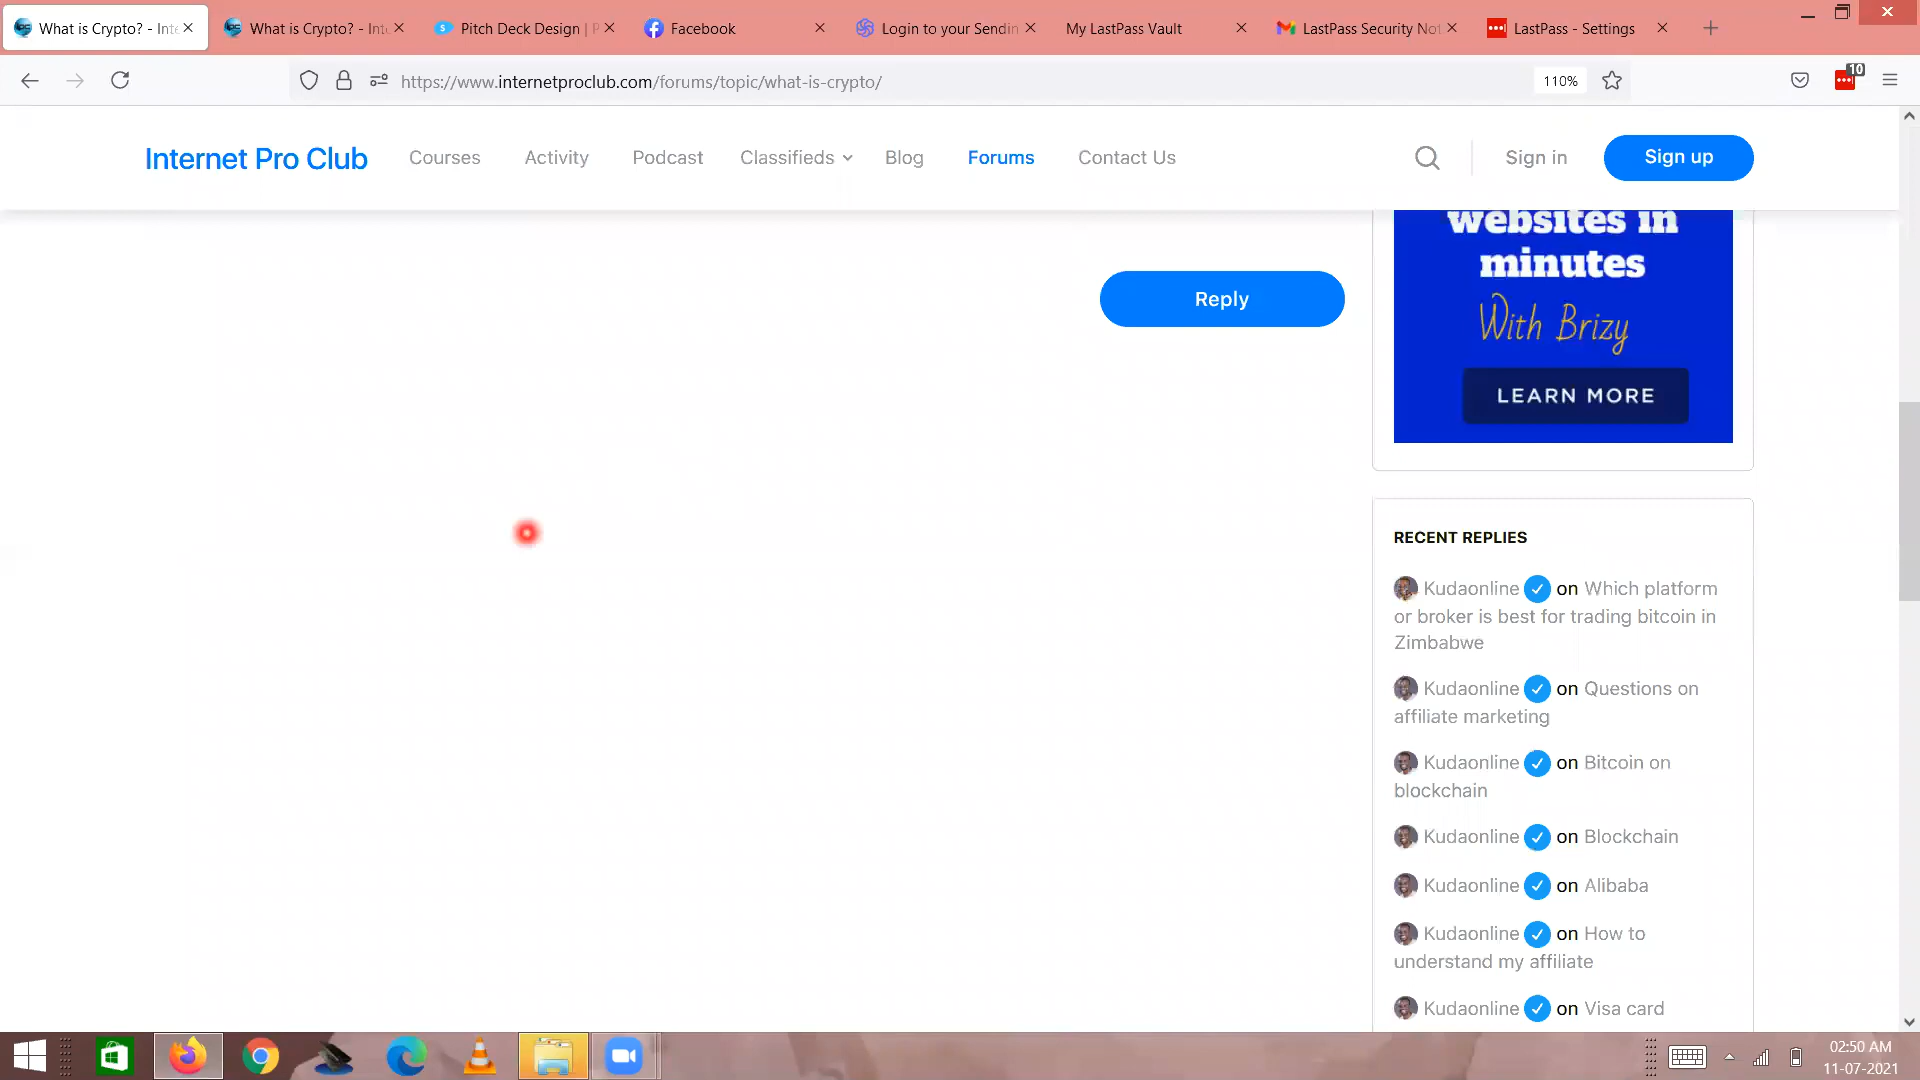 What is Crypto? - Inte
What is Crypto? - Inte
Pitch Deck Design | P
Facebook
Login to your Sendin
My LastPass Vault
LastPass Security Not
LastPass - Settings
https://www.internetproclub.com/forums/topic/what-is-crypto/
110%
10
Internet Pro Club
Courses
Activity
Podcast
Classifieds
Blog
Forums
Contact Us
Sign in
Sign up
websites in
minutes
With Brizy
LEARN MORE
Reply
RECENT REPLIES
Kudaonline on Which platform
or broker is best for trading bitcoin in
Zimbabwe
Kudaonline on Questions on
affiliate marketing
Kudaonline on Bitcoin on
blockchain
Kudaonline on Blockchain
Kudaonline on Alibaba
Kudaonline on How to
understand my affiliate
Kudaonline on Visa card
02:50 AM
11-07-2021